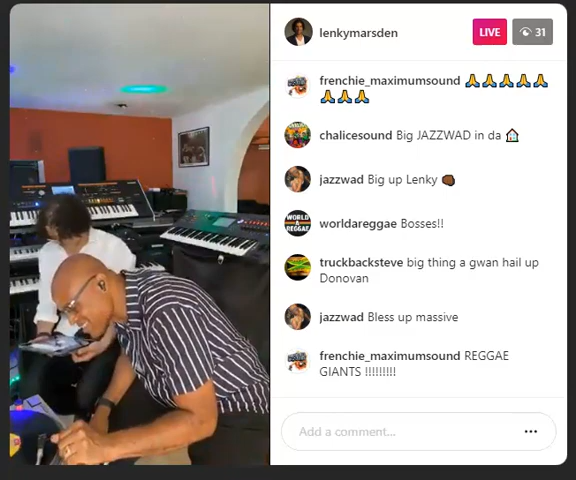 lenkymarsden
LIVE
31
frenchie_maximumsound 🙏🙏🙏🙏🙏
🙏🙏🙏
chalicesound Big JAZZWAD in da 🏠
jazzwad Big up Lenky 👊🏿
WORLD A REGGAE
worldareggae Bosses!!
truckbacksteve big thing a gwan hail up
Donovan
jazzwad Bless up massive
frenchie_maximumsound REGGAE
GIANTS !!!!!!!!!
Add a comment...